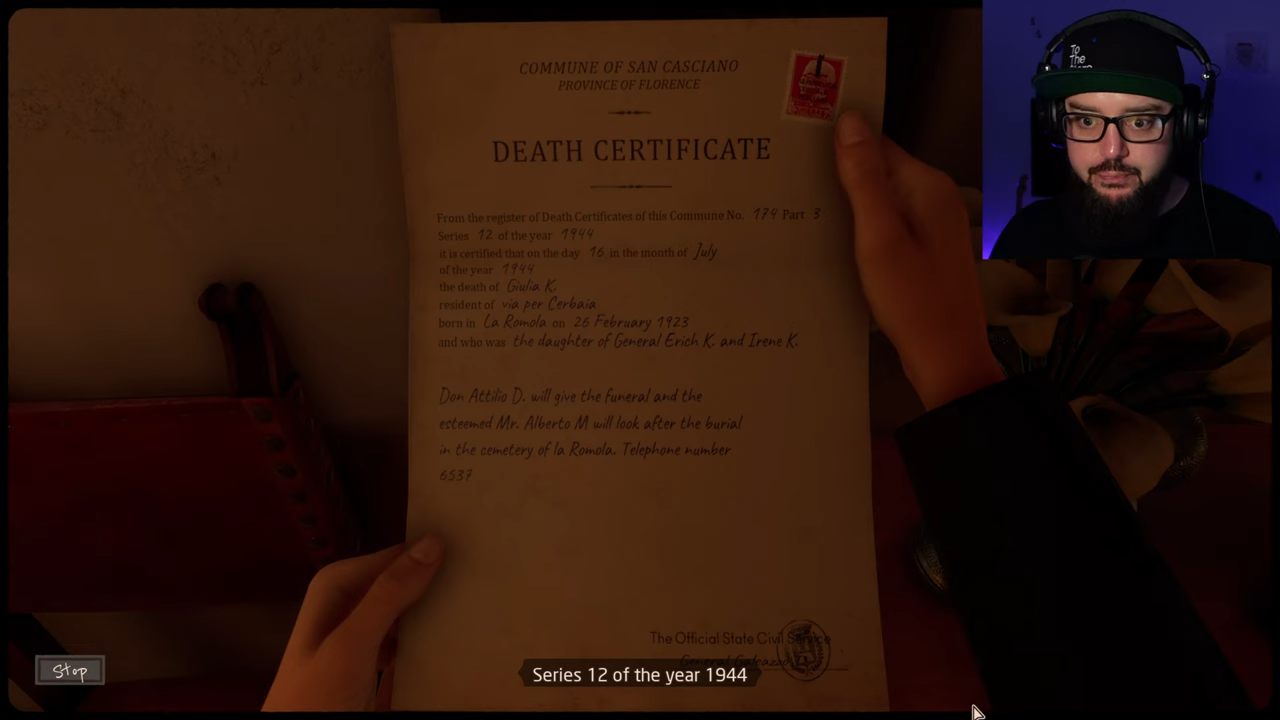 To
The
COMMUNE OF SAN CASCIANO
PROVINCE OF FLORENCE
DEATH CERTIFICATE
From the register of Death Certificates of this Commune No. 174 Part 3
Series 12 of the year 1944
it is certified that on the day 16 in the month of July
of the year 1944
the death of Giulia K.
resident of via per Cerbaia
born in La Romola on 26 February 1923
and who was the daughter of General Erich K. and Irene K.
Don Attilio D. will give the funeral and the
esteemed Mr. Alberto M will look after the burial
in the cemetery of la Romola. Telephone number
6537
The Official State Civil Service
General
Stop
Series 12 of the year 1944